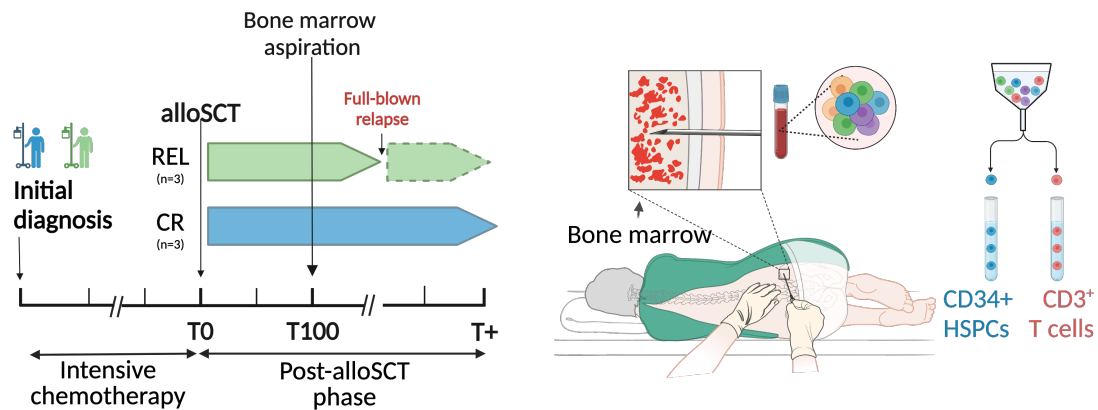 Bone marrow
aspiration
Full-blown
relapse
alloSCT
REL
(n=3)
Initial
diagnosis
CR
(n=3)
T0
T100
T+
Intensive
chemotherapy
Post-alloSCT
phase
Bone marrow
CD34+
HSPCs
CD3⁺
T cells